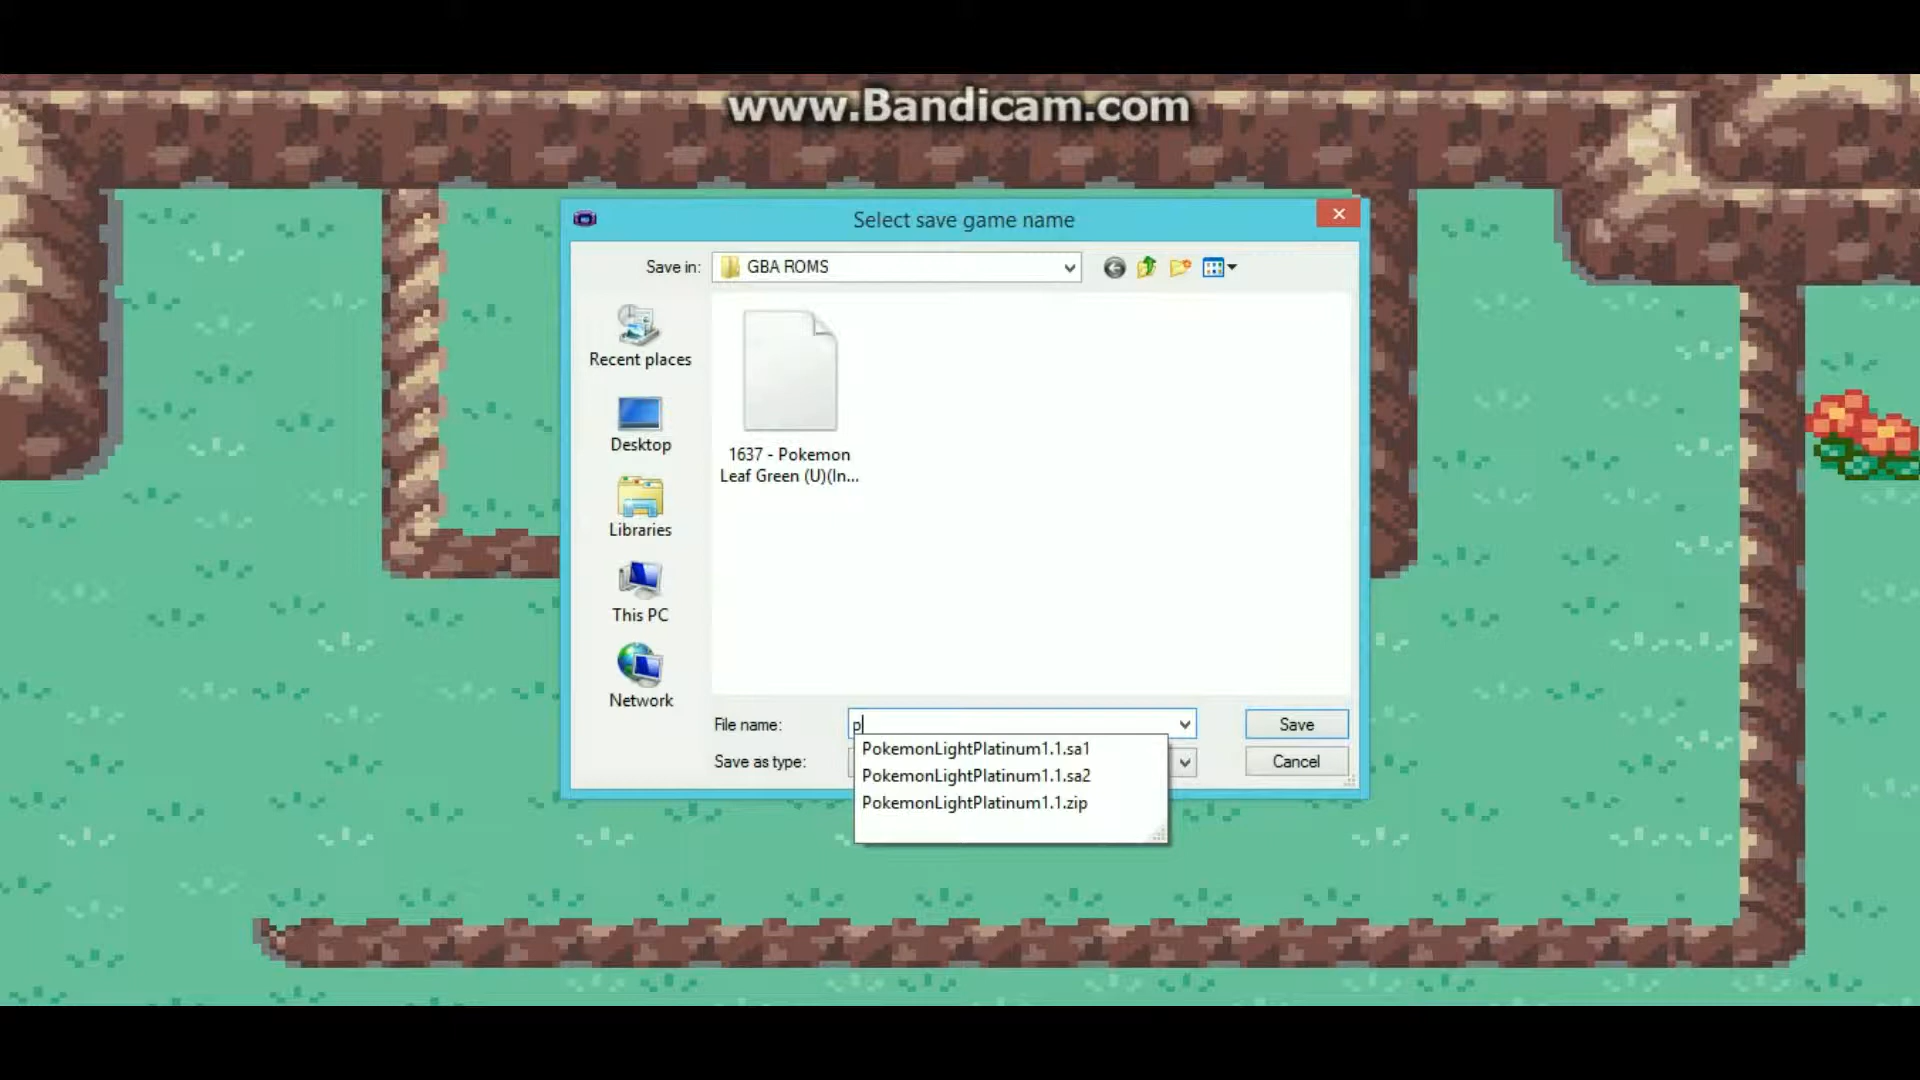 www.Bandicam.com
Select save game name
Save in:
GBA ROMS
Recent places
Desktop
Libraries
This PC
Network
1637 - Pokemon
Leaf Green (U)(In...
File name:
p
Save
PokemonLightPlatinum1.1.sa1
Save as type:
Cancel
PokemonLightPlatinum1.1.sa2
PokemonLightPlatinum1.1.zip